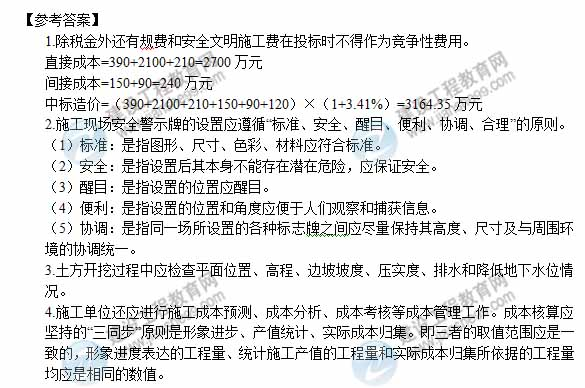 【参考答案】
1.除税金外还有规费和安全文明施工费在投标时不得作为竞争性费用。
直接成本=390+2100+210=2700 万元
间接成本=150+90=240 万元
中标造价=（390+2100+210+150+90+120）×（1+3.41%）=3164.35 万元
2.施工现场安全警示牌的设置应遵循“标准、安全、醒目、便利、协调、合理”的原则。
（1）标准：是指图形、尺寸、色彩、材料应符合标准。
（2）安全：是指设置后其本身不能存在潜在危险，应保证安全。
（3）醒目：是指设置的位置应醒目。
（4）便利：是指设置的位置和角度应便于人们观察和捕获信息。
（5）协调：是指同一场所设置的各种标志牌之间应尽量保持其高度、尺寸及与周围环
境的协调统一。
3.土方开挖过程中应检查平面位置、高程、边坡坡度、压实度、排水和降低地下水位情
况。
4.施工单位还应进行施工成本预测、成本分析、成本考核等成本管理工作。成本核算应
坚持的“三同步”原则是形象进步、产值统计、实际成本归集。即三者的取值范围应是一
致的，形象进度表达的工程量、统计施工产值的工程量和实际成本归集所依据的工程量
均应是相同的数值。